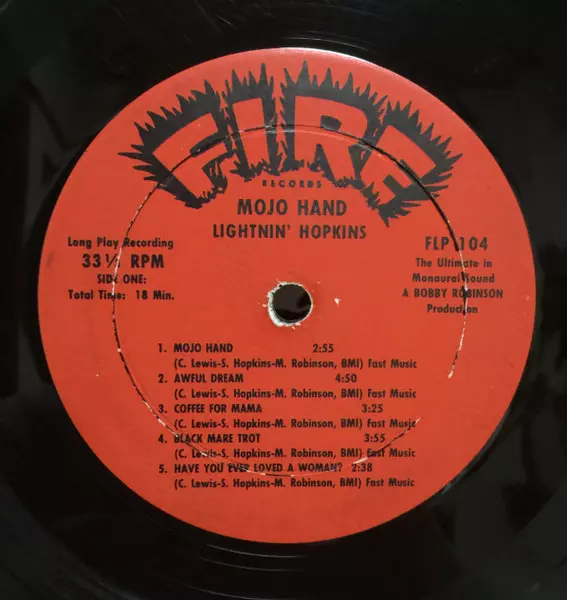 FIRE
RECORDS
MOJO HAND
LIGHTNIN' HOPKINS
Long Play Recording
33⅓ RPM
SIDE ONE:
Total Time: 18 Min.
FLP 104
The Ultimate in
Monaural Sound
A BOBBY ROBINSON
Production
1. MOJO HAND 2:55
(C. Lewis-S. Hopkins-M. Robinson, BMI) Fast Music
2. AWFUL DREAM 4:50
(C. Lewis-S. Hopkins-M. Robinson, BMI) Fast Music
3. COFFEE FOR MAMA 3:25
(C. Lewis-S. Hopkins-M. Robinson, BMI) Fast Music
4. BLACK MARE TROT 3:55
(C. Lewis-S. Hopkins-M. Robinson, BMI) Fast Music
5. HAVE YOU EVER LOVED A WOMAN? 2:38
(C. Lewis-S. Hopkins-M. Robinson, BMI) Fast Music